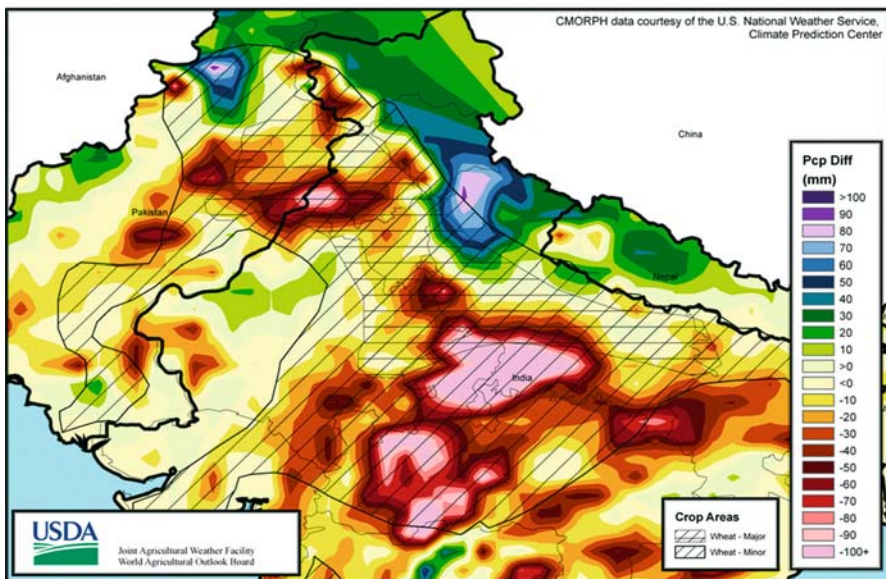 CMORPH data courtesy of the U.S. National Weather Service,
Climate Prediction Center
Afghanistan
China
Pakistan
Nepal
India
Pcp Diff
(mm)
>100
90
80
70
60
50
40
30
20
10
>0
<0
-10
-20
-30
-40
-50
-60
-70
-80
-90
-100+
Crop Areas
Wheat - Major
Wheat - Minor
USDA
Joint Agricultural Weather Facility
World Agricultural Outlook Board